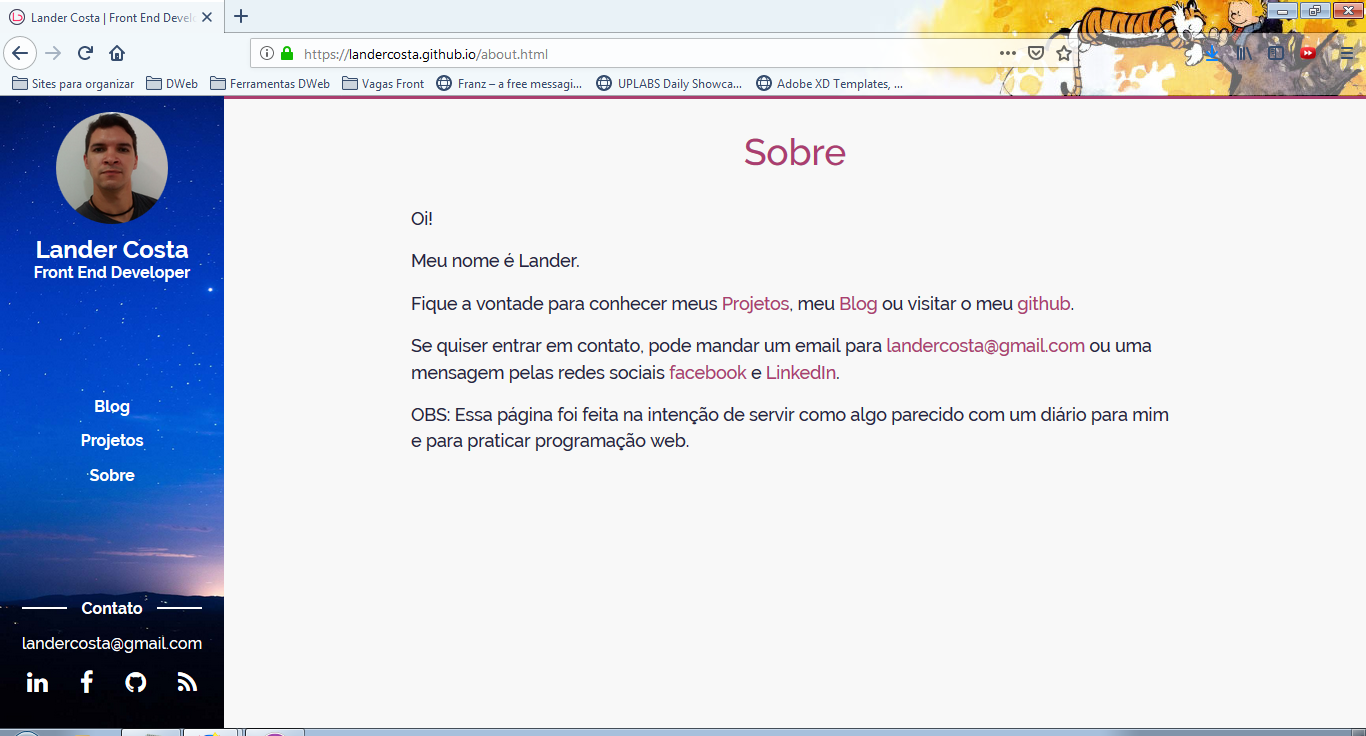 Lander Costa | Front End Devel
https://landercosta.github.io/about.html
Sites para organizar DWeb Ferramentas DWeb Vagas Front Franz – a free messagi... UPLABS Daily Showca... Adobe XD Templates, ...
Lander Costa
Front End Developer
Blog
Projetos
Sobre
Contato
landercosta@gmail.com
Sobre
Oi!
Meu nome é Lander.
Fique a vontade para conhecer meus Projetos, meu Blog ou visitar o meu github.
Se quiser entrar em contato, pode mandar um email para landercosta@gmail.com ou uma
mensagem pelas redes sociais facebook e LinkedIn.
OBS: Essa página foi feita na intenção de servir como algo parecido com um diário para mim
e para praticar programação web.